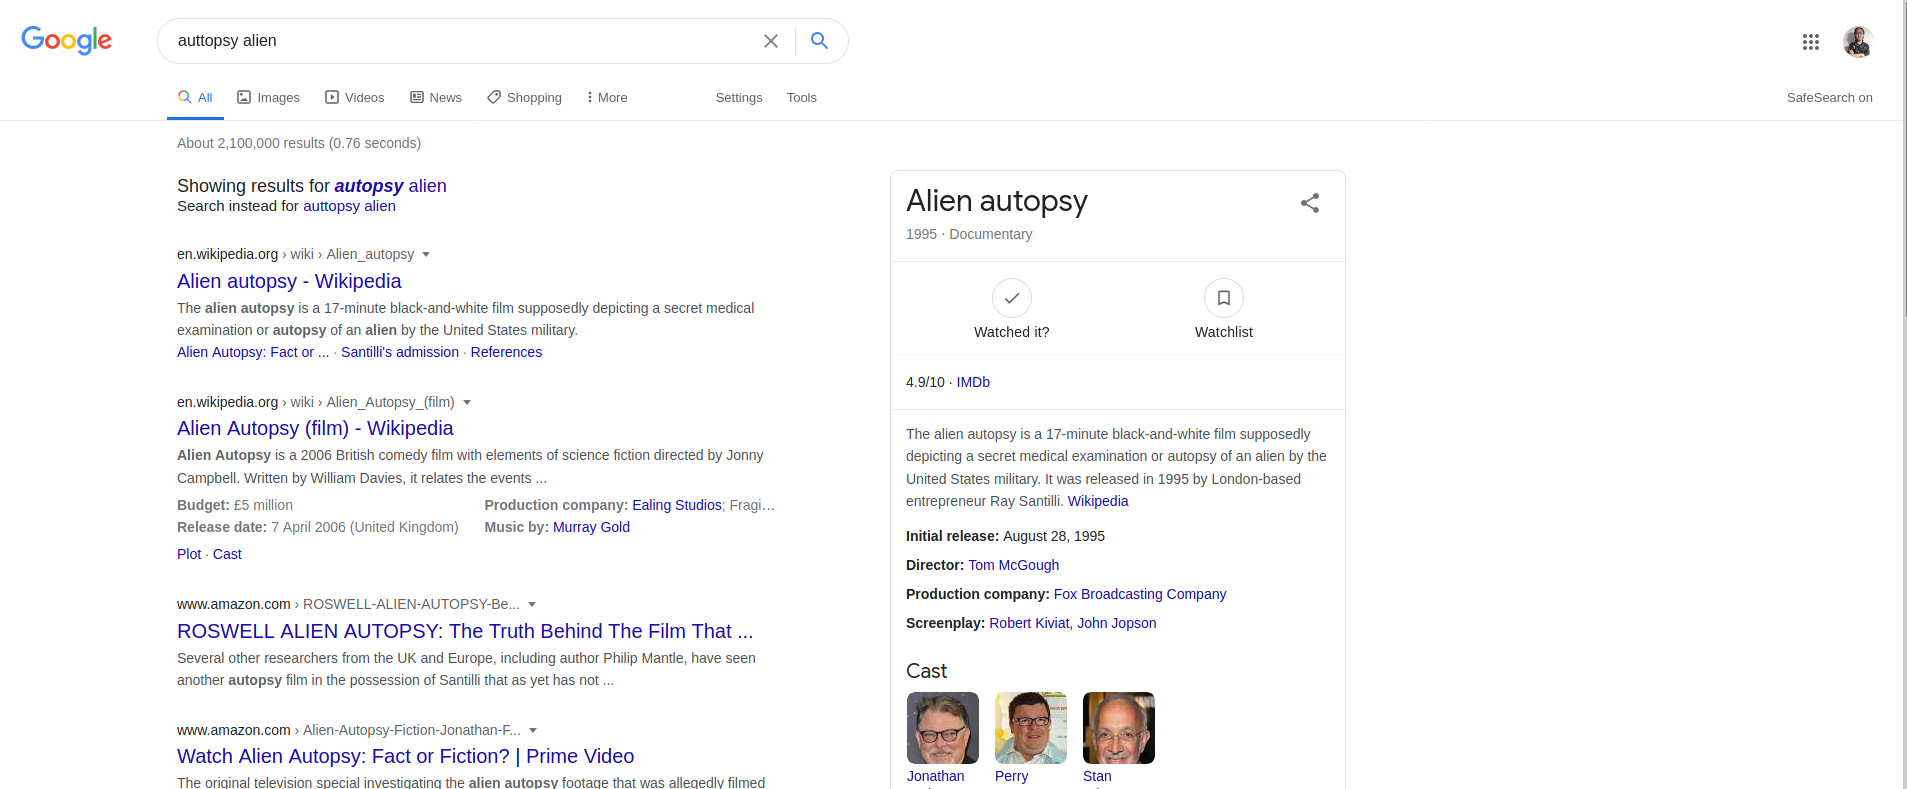 Google
auttopsy alien
All
Images
Videos
News
Shopping
More
Settings
Tools
SafeSearch on
About 2,100,000 results (0.76 seconds)
Showing results for autopsy alien
Search instead for auttopsy alien
en.wikipedia.org › wiki › Alien_autopsy
Alien autopsy - Wikipedia
The alien autopsy is a 17-minute black-and-white film supposedly depicting a secret medical
examination or autopsy of an alien by the United States military.
Alien Autopsy: Fact or ... · Santilli's admission · References
en.wikipedia.org › wiki › Alien_Autopsy_(film)
Alien Autopsy (film) - Wikipedia
Alien Autopsy is a 2006 British comedy film with elements of science fiction directed by Jonny
Campbell. Written by William Davies, it relates the events ...
Budget: £5 million
Production company: Ealing Studios; Fragi…
Release date: 7 April 2006 (United Kingdom)
Music by: Murray Gold
Plot · Cast
www.amazon.com › ROSWELL-ALIEN-AUTOPSY-Be...
ROSWELL ALIEN AUTOPSY: The Truth Behind The Film That ...
Several other researchers from the UK and Europe, including author Philip Mantle, have seen
another autopsy film in the possession of Santilli that as yet has not ...
www.amazon.com › Alien-Autopsy-Fiction-Jonathan-F...
Watch Alien Autopsy: Fact or Fiction? | Prime Video
The original television special investigating the alien autopsy footage that was allegedly filmed
Alien autopsy
1995 · Documentary
Watched it?
Watchlist
4.9/10 · IMDb
The alien autopsy is a 17-minute black-and-white film supposedly
depicting a secret medical examination or autopsy of an alien by the
United States military. It was released in 1995 by London-based
entrepreneur Ray Santilli. Wikipedia
Initial release: August 28, 1995
Director: Tom McGough
Production company: Fox Broadcasting Company
Screenplay: Robert Kiviat, John Jopson
Cast
Jonathan
Perry
Stan